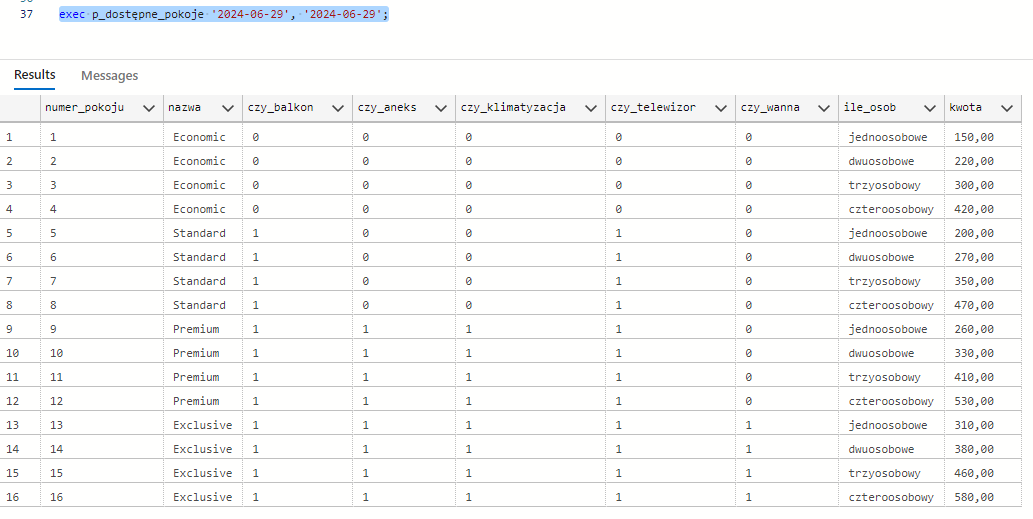 37 exec p_dostępne_pokoje '2024-06-29', '2024-06-29';
Results Messages
numer_pokoju nazwa czy_balkon czy_aneks czy_klimatyzacja czy_telewizor czy_wanna ile_osob kwota
1 1 Economic 0 0 0 0 0 jednoosobowe 150,00
2 2 Economic 0 0 0 0 0 dwuosobowe 220,00
3 3 Economic 0 0 0 0 0 trzyosobowy 300,00
4 4 Economic 0 0 0 0 0 czteroosobowy 420,00
5 5 Standard 1 0 0 1 0 jednoosobowe 200,00
6 6 Standard 1 0 0 1 0 dwuosobowe 270,00
7 7 Standard 1 0 0 1 0 trzyosobowy 350,00
8 8 Standard 1 0 0 1 0 czteroosobowy 470,00
9 9 Premium 1 1 1 1 0 jednoosobowe 260,00
10 10 Premium 1 1 1 1 0 dwuosobowe 330,00
11 11 Premium 1 1 1 1 0 trzyosobowy 410,00
12 12 Premium 1 1 1 1 0 czteroosobowy 530,00
13 13 Exclusive 1 1 1 1 1 jednoosobowe 310,00
14 14 Exclusive 1 1 1 1 1 dwuosobowe 380,00
15 15 Exclusive 1 1 1 1 1 trzyosobowy 460,00
16 16 Exclusive 1 1 1 1 1 czteroosobowy 580,00